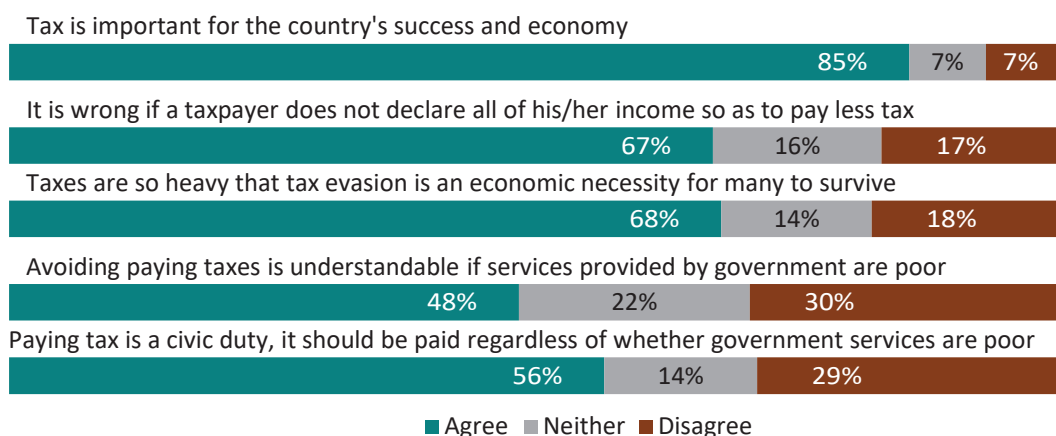 Tax is important for the country's success and economy
85% 7% 7%
It is wrong if a taxpayer does not declare all of his/her income so as to pay less tax
67% 16% 17%
Taxes are so heavy that tax evasion is an economic necessity for many to survive
68% 14% 18%
Avoiding paying taxes is understandable if services provided by government are poor
48% 22% 30%
Paying tax is a civic duty, it should be paid regardless of whether government services are poor
56% 14% 29%
Agree Neither Disagree